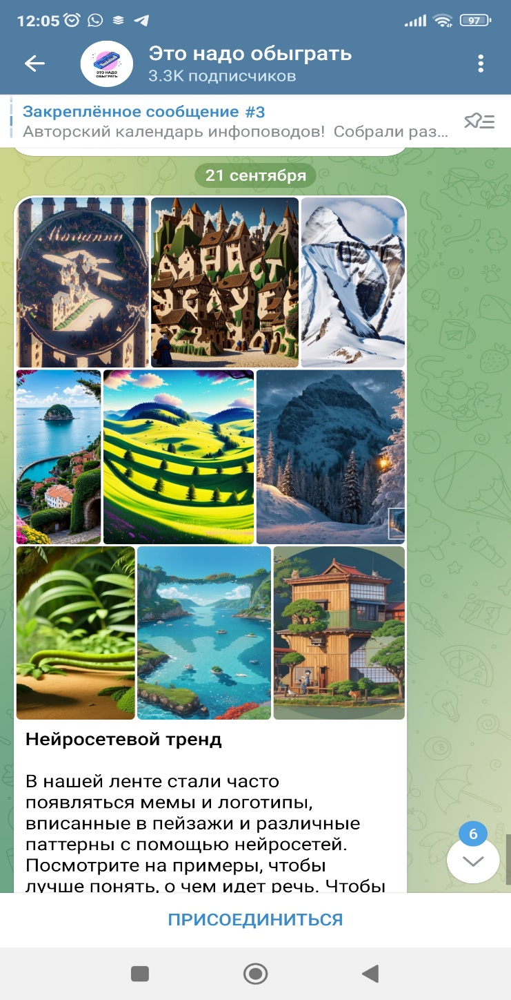 12:05
97
Это надо обыграть
3.3K подписчиков
ЭТО НАДО
ОБЫГРАТЬ
Закреплённое сообщение #3
Авторский календарь инфоповодов! Собрали раз...
21 сентября
Нейросетевой тренд
В нашей ленте стали часто
появляться мемы и логотипы,
вписанные в пейзажи и различные
паттерны с помощью нейросетей.
Посмотрите на примеры, чтобы
лучше понять, о чем идет речь. Чтобы
6
ПРИСОЕДИНИТЬСЯ